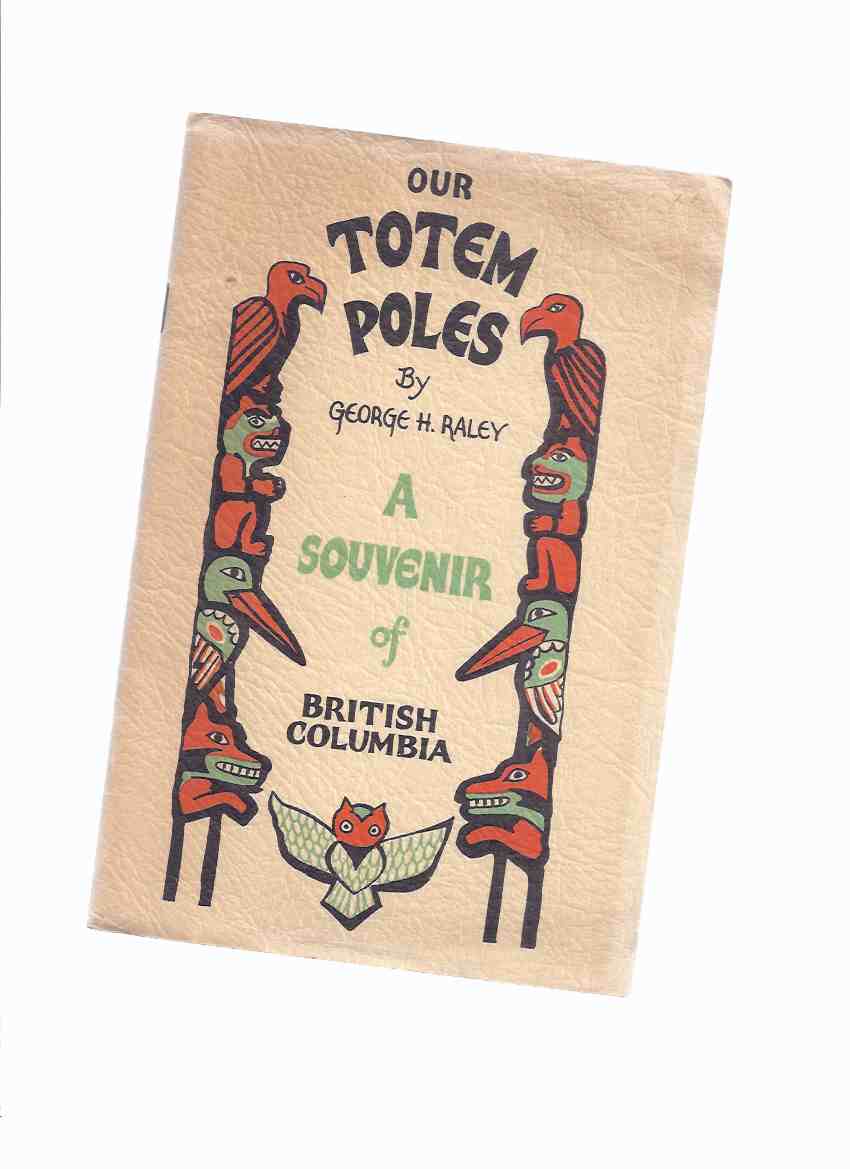 OUR
TOTEM
POLES
By
GEORGE H. RALEY
A
SOUVENIR
of
BRITISH
COLUMBIA